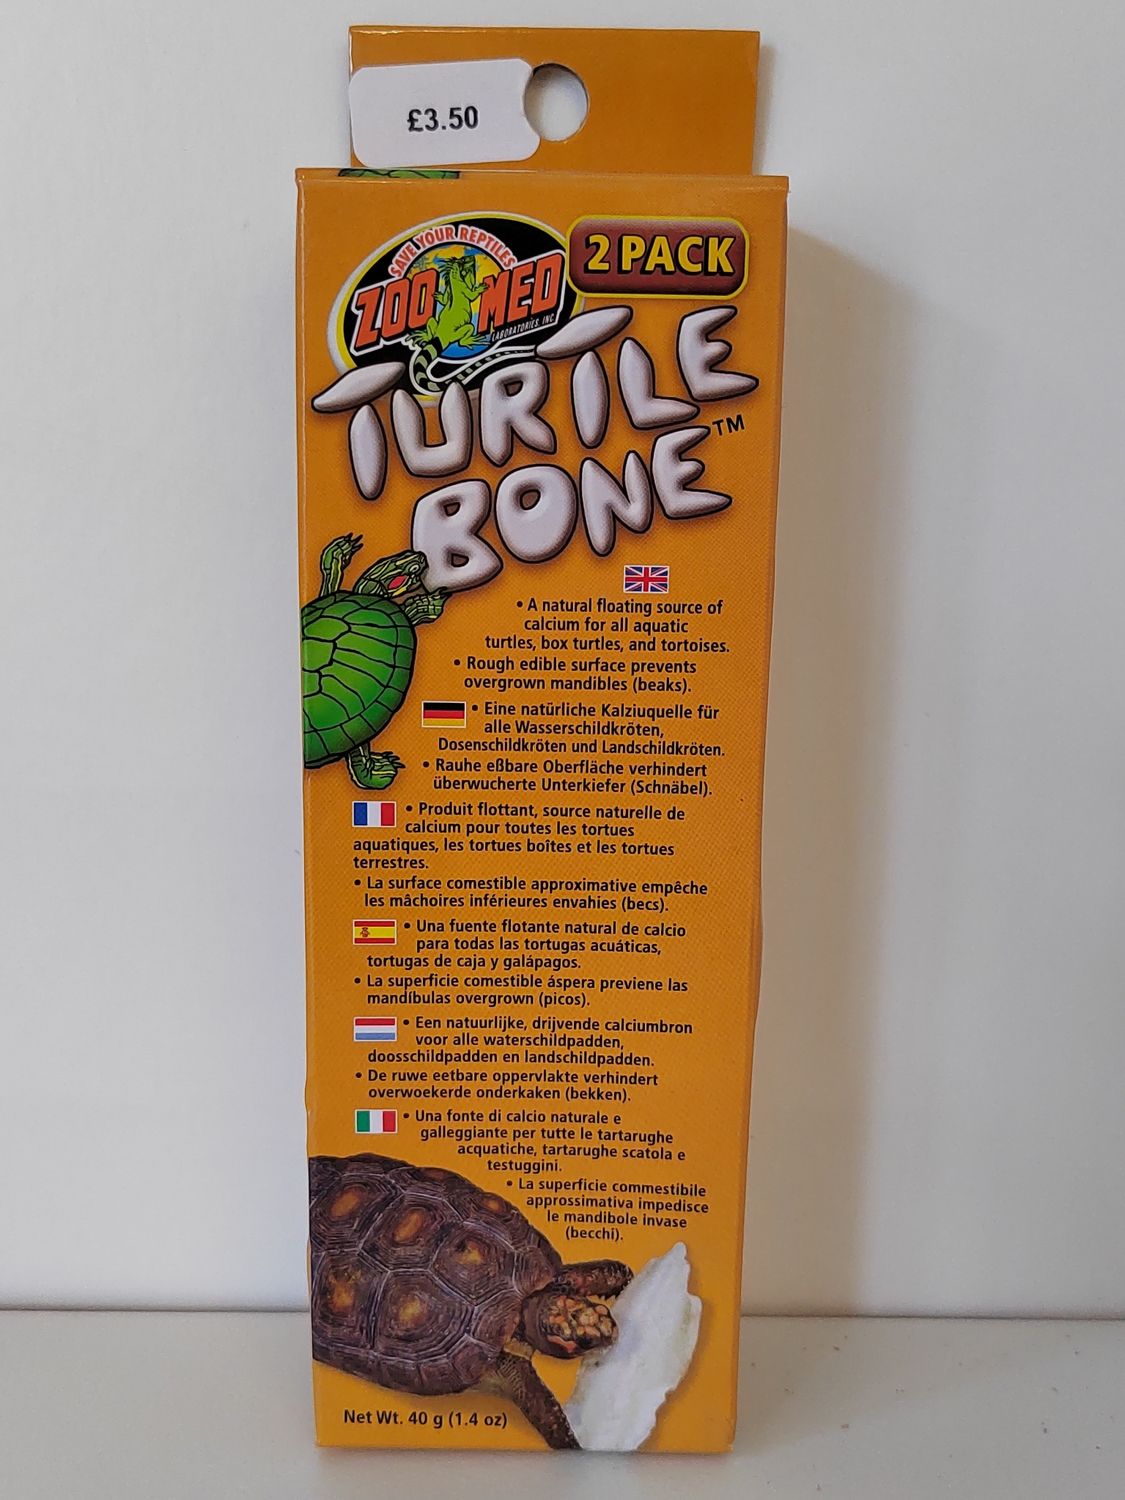 £3.50
SAVE YOUR REPTILES
ZOO MED
LABORATORIES, INC.
2 PACK
TURTLE
BONE™
• A natural floating source of
calcium for all aquatic
turtles, box turtles, and tortoises.
• Rough edible surface prevents
overgrown mandibles (beaks).
• Eine natürliche Kalziuquelle für
alle Wasserschildkröten,
Dosenschildkröten und Landschildkröten.
• Rauhe eßbare Oberfläche verhindert
überwucherte Unterkiefer (Schnäbel).
• Produit flottant, source naturelle de
calcium pour toutes les tortues
aquatiques, les tortues boîtes et les tortues
terrestres.
• La surface comestible approximative empêche
les mâchoires inférieures envahies (becs).
• Una fuente flotante natural de calcio
para todas las tortugas acuáticas,
tortugas de caja y galápagos.
• La superficie comestible áspera previene las
mandíbulas overgrown (picos).
• Een natuurlijke, drijvende calciumbron
voor alle waterschildpadden,
doosschildpadden en landschildpadden.
• De ruwe eetbare oppervlakte verhindert
overwoekerde onderkaken (bekken).
• Una fonte di calcio naturale e
galleggiante per tutte le tartarughe
acquatiche, tartarughe scatola e
testuggini.
• La superficie commestibile
approssimativa impedisce
le mandibole invase
(becchi).
Net Wt. 40 g (1.4 oz)